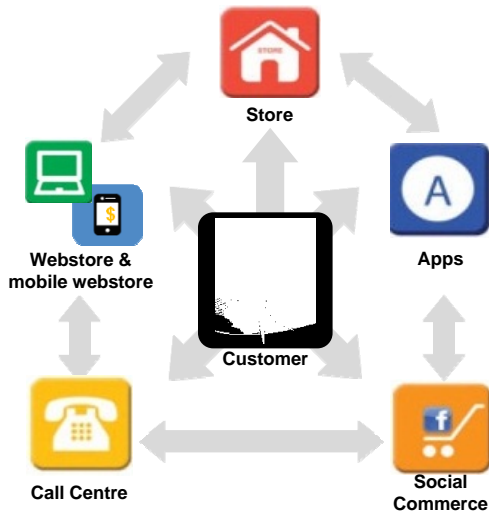 STORE
Store
A
$
Webstore &
mobile webstore
Apps
Customer
f
Call Centre
Social
Commerce